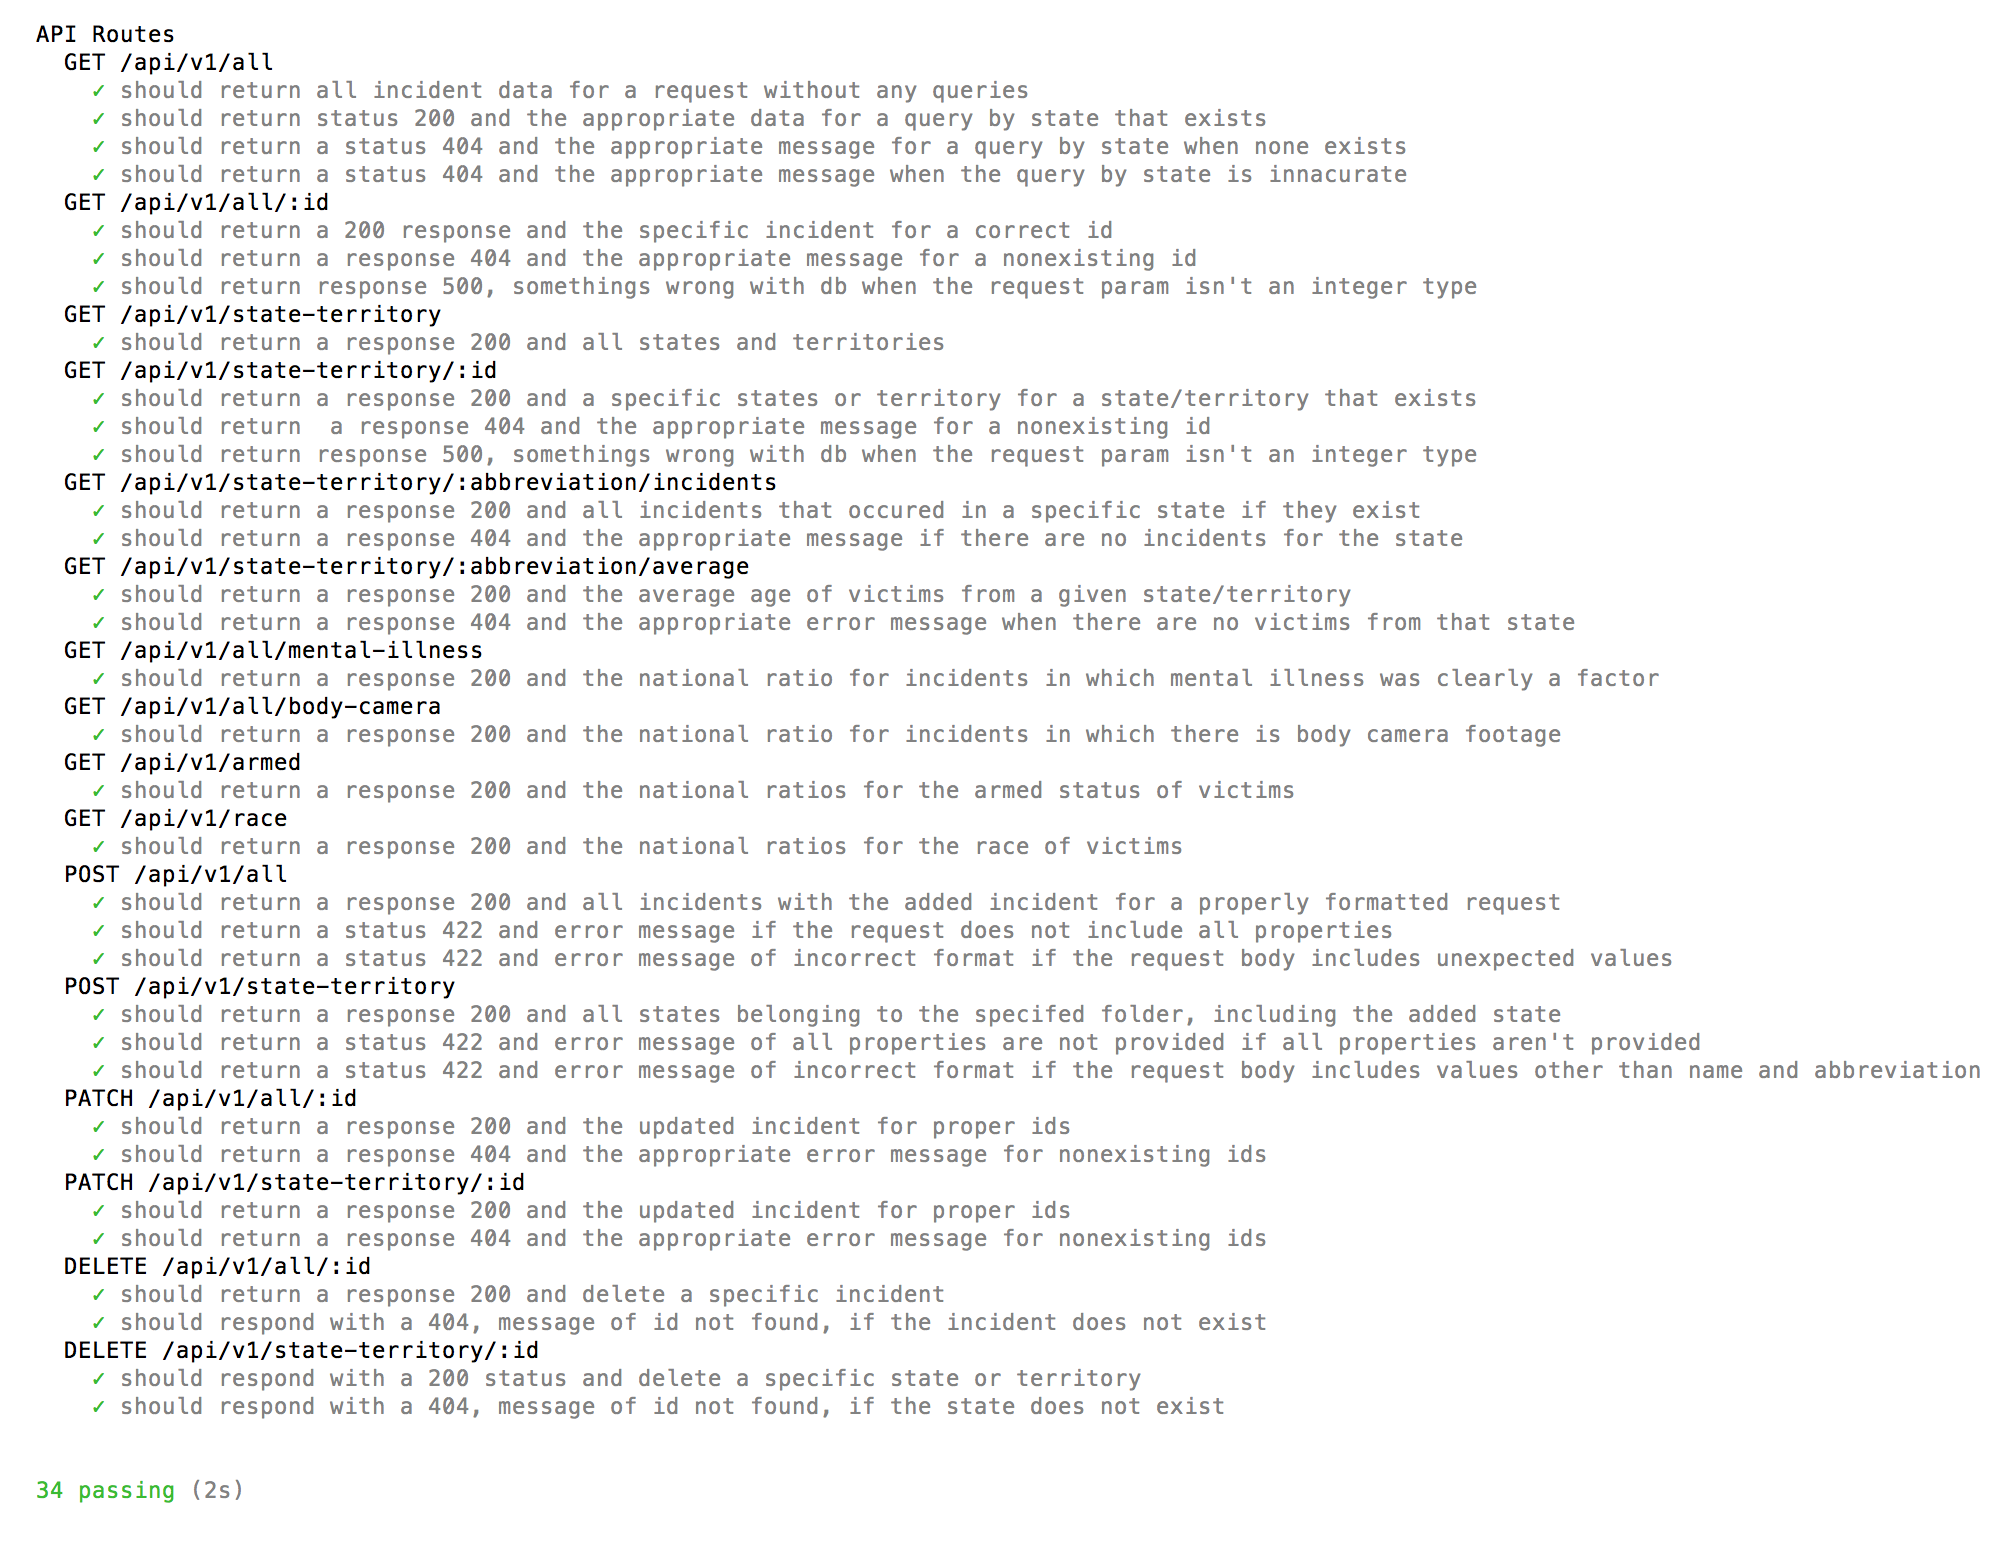 API Routes
GET /api/v1/all
✓ should return all incident data for a request without any queries
✓ should return status 200 and the appropriate data for a query by state that exists
✓ should return a status 404 and the appropriate message for a query by state when none exists
✓ should return a status 404 and the appropriate message when the query by state is innacurate
GET /api/v1/all/:id
✓ should return a 200 response and the specific incident for a correct id
✓ should return a response 404 and the appropriate message for a nonexisting id
✓ should return response 500, somethings wrong with db when the request param isn't an integer type
GET /api/v1/state-territory
✓ should return a response 200 and all states and territories
GET /api/v1/state-territory/:id
✓ should return a response 200 and a specific states or territory for a state/territory that exists
✓ should return  a response 404 and the appropriate message for a nonexisting id
✓ should return response 500, somethings wrong with db when the request param isn't an integer type
GET /api/v1/state-territory/:abbreviation/incidents
✓ should return a response 200 and all incidents that occured in a specific state if they exist
✓ should return a response 404 and the appropriate message if there are no incidents for the state
GET /api/v1/state-territory/:abbreviation/average
✓ should return a response 200 and the average age of victims from a given state/territory
✓ should return a response 404 and the appropriate error message when there are no victims from that state
GET /api/v1/all/mental-illness
✓ should return a response 200 and the national ratio for incidents in which mental illness was clearly a factor
GET /api/v1/all/body-camera
✓ should return a response 200 and the national ratio for incidents in which there is body camera footage
GET /api/v1/armed
✓ should return a response 200 and the national ratios for the armed status of victims
GET /api/v1/race
✓ should return a response 200 and the national ratios for the race of victims
POST /api/v1/all
✓ should return a response 200 and all incidents with the added incident for a properly formatted request
✓ should return a status 422 and error message if the request does not include all properties
✓ should return a status 422 and error message of incorrect format if the request body includes unexpected values
POST /api/v1/state-territory
✓ should return a response 200 and all states belonging to the specifed folder, including the added state
✓ should return a status 422 and error message of all properties are not provided if all properties aren't provided
✓ should return a status 422 and error message of incorrect format if the request body includes values other than name and abbreviation
PATCH /api/v1/all/:id
✓ should return a response 200 and the updated incident for proper ids
✓ should return a response 404 and the appropriate error message for nonexisting ids
PATCH /api/v1/state-territory/:id
✓ should return a response 200 and the updated incident for proper ids
✓ should return a response 404 and the appropriate error message for nonexisting ids
DELETE /api/v1/all/:id
✓ should return a response 200 and delete a specific incident
✓ should respond with a 404, message of id not found, if the incident does not exist
DELETE /api/v1/state-territory/:id
✓ should respond with a 200 status and delete a specific state or territory
✓ should respond with a 404, message of id not found, if the state does not exist
34 passing (2s)